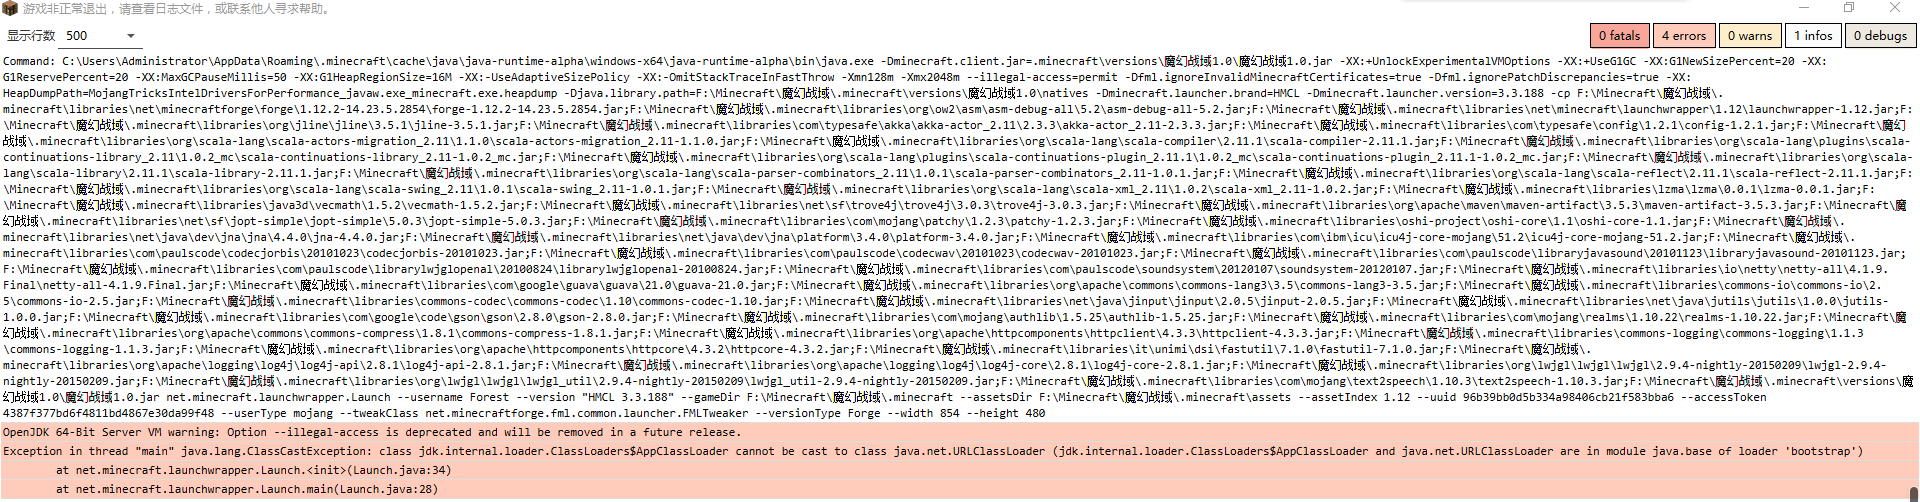 游戏非正常退出，请查看日志文件，或联系他人寻求帮助。
显示行数 500 0 fatals 4 errors 0 warns 1 infos 0 debugs
Command: C:\Users\Administrator\AppData\Roaming\.minecraft\cache\java\java-runtime-alpha\windows-x64\java-runtime-alpha\bin\java.exe -Dminecraft.client.jar=.minecraft\versions\魔幻战域1.0\魔幻战域1.0.jar -XX:+UnlockExperimentalVMOptions -XX:+UseG1GC -XX:G1NewSizePercent=20 -XX:
G1ReservePercent=20 -XX:MaxGCPauseMillis=50 -XX:G1HeapRegionSize=16M -XX:-UseAdaptiveSizePolicy -XX:-OmitStackTraceInFastThrow -Xmn128m -Xmx2048m --illegal-access=permit -Dfml.ignoreInvalidMinecraftCertificates=true -Dfml.ignorePatchDiscrepancies=true -XX:
HeapDumpPath=MojangTricksIntelDriversForPerformance_javaw.exe_minecraft.exe.heapdump -Djava.library.path=F:\Minecraft\魔幻战域\.minecraft\versions\魔幻战域1.0\natives -Dminecraft.launcher.brand=HMCL -Dminecraft.launcher.version=3.3.188 -cp F:\Minecraft\魔幻战域\.
minecraft\libraries\net\minecraftforge\forge\1.12.2-14.23.5.2854\forge-1.12.2-14.23.5.2854.jar;F:\Minecraft\魔幻战域\.minecraft\libraries\org\ow2\asm\asm-debug-all\5.2\asm-debug-all-5.2.jar;F:\Minecraft\魔幻战域\.minecraft\libraries\net\minecraft\launchwrapper\1.12\launchwrapper-1.12.jar;F:
\Minecraft\魔幻战域\.minecraft\libraries\org\jline\jline\3.5.1\jline-3.5.1.jar;F:\Minecraft\魔幻战域\.minecraft\libraries\com\typesafe\akka\akka-actor_2.11\2.3.3\akka-actor_2.11-2.3.3.jar;F:\Minecraft\魔幻战域\.minecraft\libraries\com\typesafe\config\1.2.1\config-1.2.1.jar;F:\Minecraft\魔幻
战域\.minecraft\libraries\org\scala-lang\scala-actors-migration_2.11\1.1.0\scala-actors-migration_2.11-1.1.0.jar;F:\Minecraft\魔幻战域\.minecraft\libraries\org\scala-lang\scala-compiler\2.11.1\scala-compiler-2.11.1.jar;F:\Minecraft\魔幻战域\.minecraft\libraries\org\scala-lang\plugins\scala-
continuations-library_2.11\1.0.2_mc\scala-continuations-library_2.11-1.0.2_mc.jar;F:\Minecraft\魔幻战域\.minecraft\libraries\org\scala-lang\plugins\scala-continuations-plugin_2.11.1\1.0.2_mc\scala-continuations-plugin_2.11.1-1.0.2_mc.jar;F:\Minecraft\魔幻战域\.minecraft\libraries\org\scala-
lang\scala-library\2.11.1\scala-library-2.11.1.jar;F:\Minecraft\魔幻战域\.minecraft\libraries\org\scala-lang\scala-parser-combinators_2.11\1.0.1\scala-parser-combinators_2.11-1.0.1.jar;F:\Minecraft\魔幻战域\.minecraft\libraries\org\scala-lang\scala-reflect\2.11.1\scala-reflect-2.11.1.jar;F:
\Minecraft\魔幻战域\.minecraft\libraries\org\scala-lang\scala-swing_2.11\1.0.1\scala-swing_2.11-1.0.1.jar;F:\Minecraft\魔幻战域\.minecraft\libraries\org\scala-lang\scala-xml_2.11\1.0.2\scala-xml_2.11-1.0.2.jar;F:\Minecraft\魔幻战域\.minecraft\libraries\lzma\lzma\0.0.1\lzma-0.0.1.jar;F:
\Minecraft\魔幻战域\.minecraft\libraries\java3d\vecmath\1.5.2\vecmath-1.5.2.jar;F:\Minecraft\魔幻战域\.minecraft\libraries\net\sf\trove4j\trove4j\3.0.3\trove4j-3.0.3.jar;F:\Minecraft\魔幻战域\.minecraft\libraries\org\apache\maven\maven-artifact\3.5.3\maven-artifact-3.5.3.jar;F:\Minecraft\魔
幻战域\.minecraft\libraries\net\sf\jopt-simple\jopt-simple\5.0.3\jopt-simple-5.0.3.jar;F:\Minecraft\魔幻战域\.minecraft\libraries\com\mojang\patchy\1.2.3\patchy-1.2.3.jar;F:\Minecraft\魔幻战域\.minecraft\libraries\oshi-project\oshi-core\1.1\oshi-core-1.1.jar;F:\Minecraft\魔幻战域\.
minecraft\libraries\net\java\dev\jna\jna\4.4.0\jna-4.4.0.jar;F:\Minecraft\魔幻战域\.minecraft\libraries\net\java\dev\jna\platform\3.4.0\platform-3.4.0.jar;F:\Minecraft\魔幻战域\.minecraft\libraries\com\ibm\icu\icu4j-core-mojang\51.2\icu4j-core-mojang-51.2.jar;F:\Minecraft\魔幻战域\.
minecraft\libraries\com\paulscode\codecjorbis\20101023\codecjorbis-20101023.jar;F:\Minecraft\魔幻战域\.minecraft\libraries\com\paulscode\codecwav\20101023\codecwav-20101023.jar;F:\Minecraft\魔幻战域\.minecraft\libraries\com\paulscode\libraryjavasound\20101123\libraryjavasound-20101123.jar;
F:\Minecraft\魔幻战域\.minecraft\libraries\com\paulscode\librarylwjglopenal\20100824\librarylwjglopenal-20100824.jar;F:\Minecraft\魔幻战域\.minecraft\libraries\com\paulscode\soundsystem\20120107\soundsystem-20120107.jar;F:\Minecraft\魔幻战域\.minecraft\libraries\io\netty\netty-all\4.1.9.
Final\netty-all-4.1.9.Final.jar;F:\Minecraft\魔幻战域\.minecraft\libraries\com\google\guava\guava\21.0\guava-21.0.jar;F:\Minecraft\魔幻战域\.minecraft\libraries\org\apache\commons\commons-lang3\3.5\commons-lang3-3.5.jar;F:\Minecraft\魔幻战域\.minecraft\libraries\commons-io\commons-io\2.
5\commons-io-2.5.jar;F:\Minecraft\魔幻战域\.minecraft\libraries\commons-codec\commons-codec\1.10\commons-codec-1.10.jar;F:\Minecraft\魔幻战域\.minecraft\libraries\net\java\jinput\jinput\2.0.5\jinput-2.0.5.jar;F:\Minecraft\魔幻战域\.minecraft\libraries\net\java\jutils\jutils\1.0.0\jutils-
1.0.0.jar;F:\Minecraft\魔幻战域\.minecraft\libraries\com\google\code\gson\gson\2.8.0\gson-2.8.0.jar;F:\Minecraft\魔幻战域\.minecraft\libraries\com\mojang\authlib\1.5.25\authlib-1.5.25.jar;F:\Minecraft\魔幻战域\.minecraft\libraries\com\mojang\realms\1.10.22\realms-1.10.22.jar;F:\Minecraft\魔
幻战域\.minecraft\libraries\org\apache\commons\commons-compress\1.8.1\commons-compress-1.8.1.jar;F:\Minecraft\魔幻战域\.minecraft\libraries\org\apache\httpcomponents\httpclient\4.3.3\httpclient-4.3.3.jar;F:\Minecraft\魔幻战域\.minecraft\libraries\commons-logging\commons-logging\1.1.3
\commons-logging-1.1.3.jar;F:\Minecraft\魔幻战域\.minecraft\libraries\org\apache\httpcomponents\httpcore\4.3.2\httpcore-4.3.2.jar;F:\Minecraft\魔幻战域\.minecraft\libraries\it\unimi\dsi\fastutil\7.1.0\fastutil-7.1.0.jar;F:\Minecraft\魔幻战域\.
minecraft\libraries\org\apache\logging\log4j\log4j-api\2.8.1\log4j-api-2.8.1.jar;F:\Minecraft\魔幻战域\.minecraft\libraries\org\apache\logging\log4j\log4j-core\2.8.1\log4j-core-2.8.1.jar;F:\Minecraft\魔幻战域\.minecraft\libraries\org\lwjgl\lwjgl\lwjgl\2.9.4-nightly-20150209\lwjgl-2.9.4-
nightly-20150209.jar;F:\Minecraft\魔幻战域\.minecraft\libraries\org\lwjgl\lwjgl\lwjgl_util\2.9.4-nightly-20150209\lwjgl_util-2.9.4-nightly-20150209.jar;F:\Minecraft\魔幻战域\.minecraft\libraries\com\mojang\text2speech\1.10.3\text2speech-1.10.3.jar;F:\Minecraft\魔幻战域\.minecraft\versions\魔
幻战域1.0\魔幻战域1.0.jar net.minecraft.launchwrapper.Launch --username Forest --version "HMCL 3.3.188" --gameDir F:\Minecraft\魔幻战域\.minecraft --assetsDir F:\Minecraft\魔幻战域\.minecraft\assets --assetIndex 1.12 --uuid 96b39bb0d5b334a98406cb21f583bba6 --accessToken
4387f377bd6f4811bd4867e30da99f48 --userType mojang --tweakClass net.minecraftforge.fml.common.launcher.FMLTweaker --versionType Forge --width 854 --height 480
OpenJDK 64-Bit Server VM warning: Option --illegal-access is deprecated and will be removed in a future release.
Exception in thread "main" java.lang.ClassCastException: class jdk.internal.loader.ClassLoaders$AppClassLoader cannot be cast to class java.net.URLClassLoader (jdk.internal.loader.ClassLoaders$AppClassLoader and java.net.URLClassLoader are in module java.base of loader 'bootstrap')
at net.minecraft.launchwrapper.Launch.<init>(Launch.java:34)
at net.minecraft.launchwrapper.Launch.main(Launch.java:28)